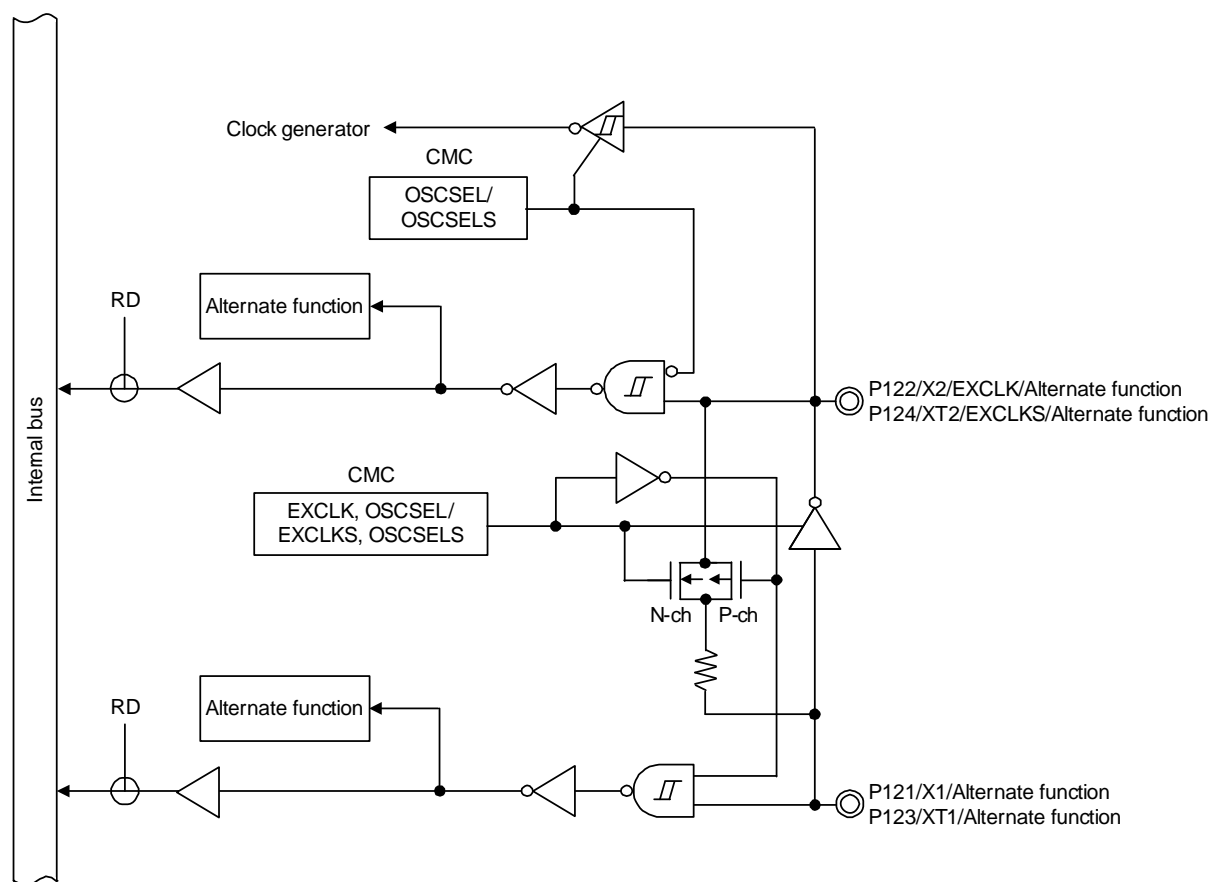 Clock generator
CMC
OSCSEL/
OSCSELS
RD
Alternate function
P122/X2/EXCLK/Alternate function
P124/XT2/EXCLKS/Alternate function
Internal bus
CMC
EXCLK, OSCSEL/
EXCLKS, OSCSELS
N-ch
P-ch
RD
Alternate function
P121/X1/Alternate function
P123/XT1/Alternate function